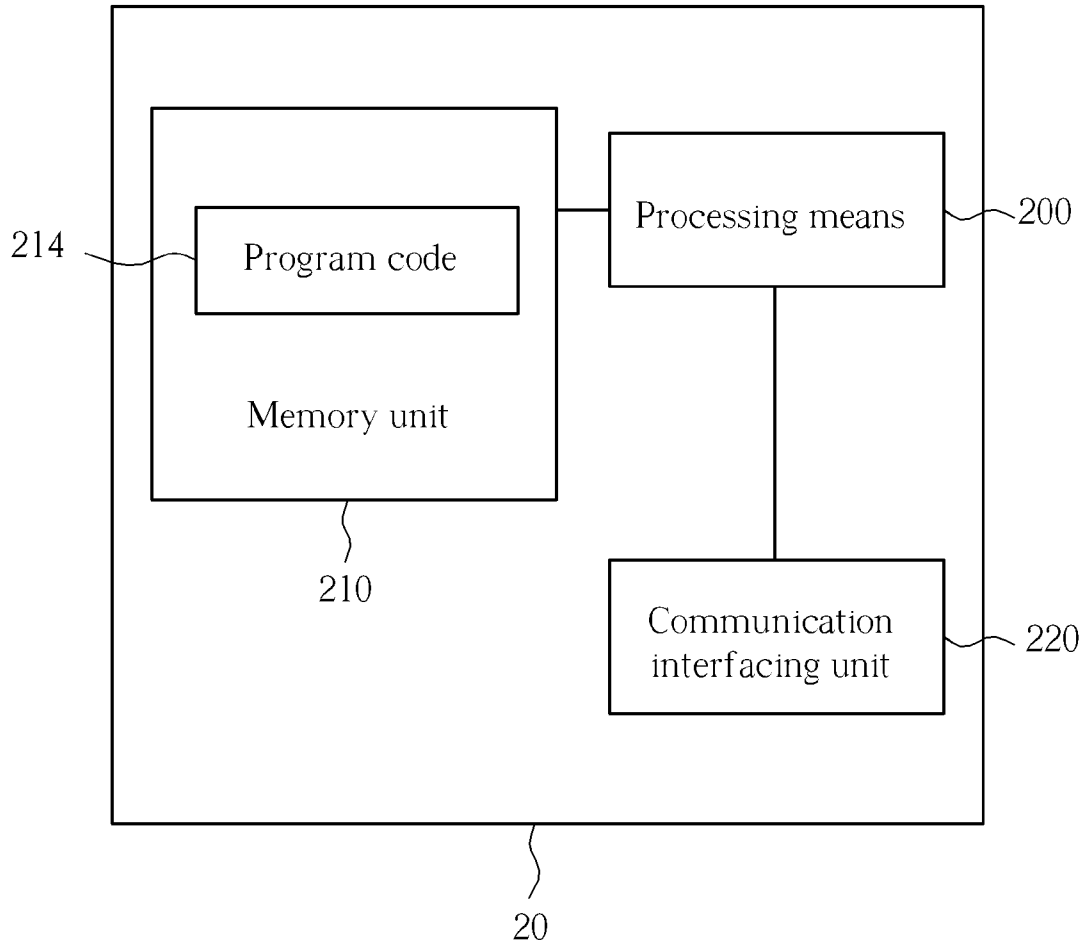 Processing means
200
214
Program code
Memory unit
210
Communication
interfacing unit
220
20